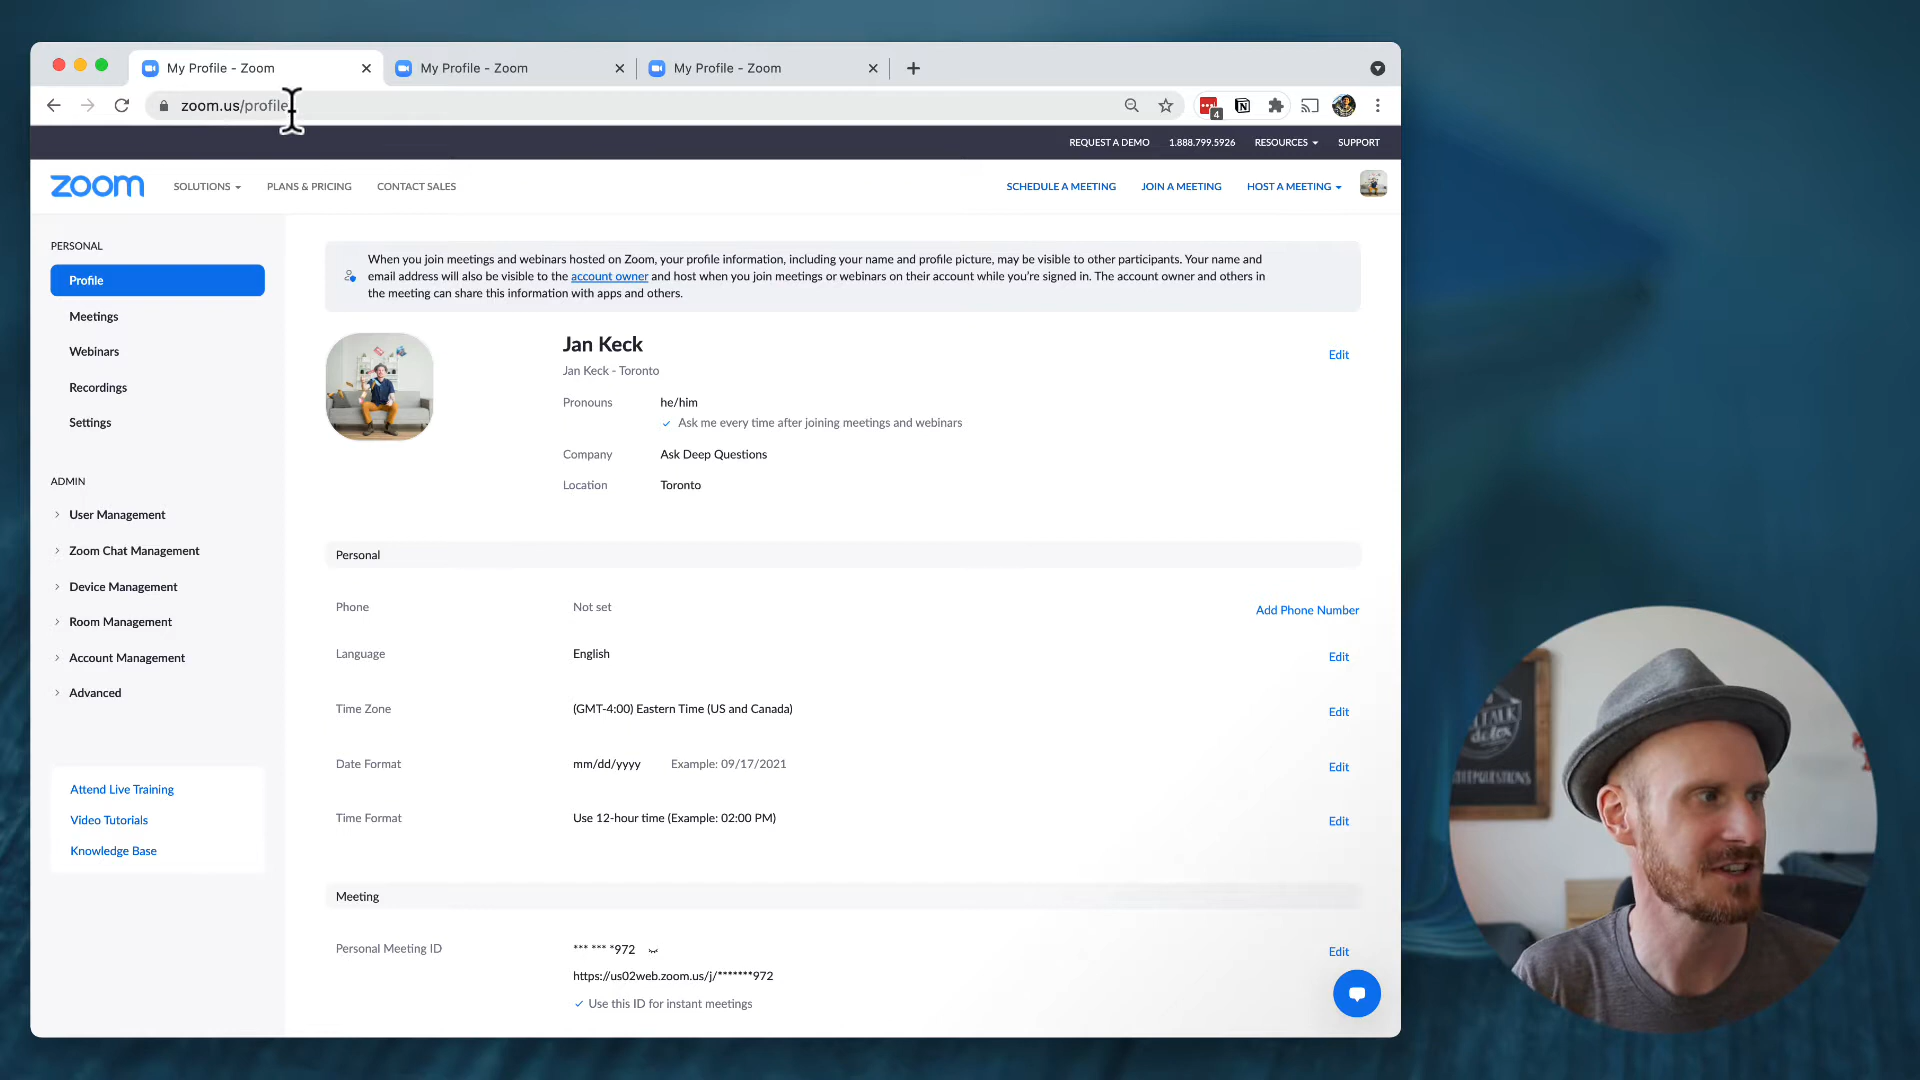 My Profile - Zoom
My Profile - Zoom
My Profile - Zoom
zoom.us/profile
4
REQUEST A DEMO
1.888.799.5926
RESOURCES
SUPPORT
zoom
SOLUTIONS
PLANS & PRICING
CONTACT SALES
SCHEDULE A MEETING
JOIN A MEETING
HOST A MEETING
PERSONAL
Profile
Meetings
Webinars
Recordings
Settings
ADMIN
User Management
Zoom Chat Management
Device Management
Room Management
Account Management
Advanced
Attend Live Training
Video Tutorials
Knowledge Base
When you join meetings and webinars hosted on Zoom, your profile information, including your name and profile picture, may be visible to other participants. Your name and
email address will also be visible to the account owner and host when you join meetings or webinars on their account while you're signed in. The account owner and others in
the meeting can share this information with apps and others.
Jan Keck
Edit
Jan Keck - Toronto
Pronouns he/him
Ask me every time after joining meetings and webinars
Company Ask Deep Questions
Location Toronto
Personal
Phone Not set Add Phone Number
Language English Edit
Time Zone (GMT-4:00) Eastern Time (US and Canada) Edit
Date Format mm/dd/yyyy Example: 09/17/2021 Edit
Time Format Use 12-hour time (Example: 02:00 PM) Edit
Meeting
Personal Meeting ID *** *** *972 Edit
https://us02web.zoom.us/j/*******972
Use this ID for instant meetings